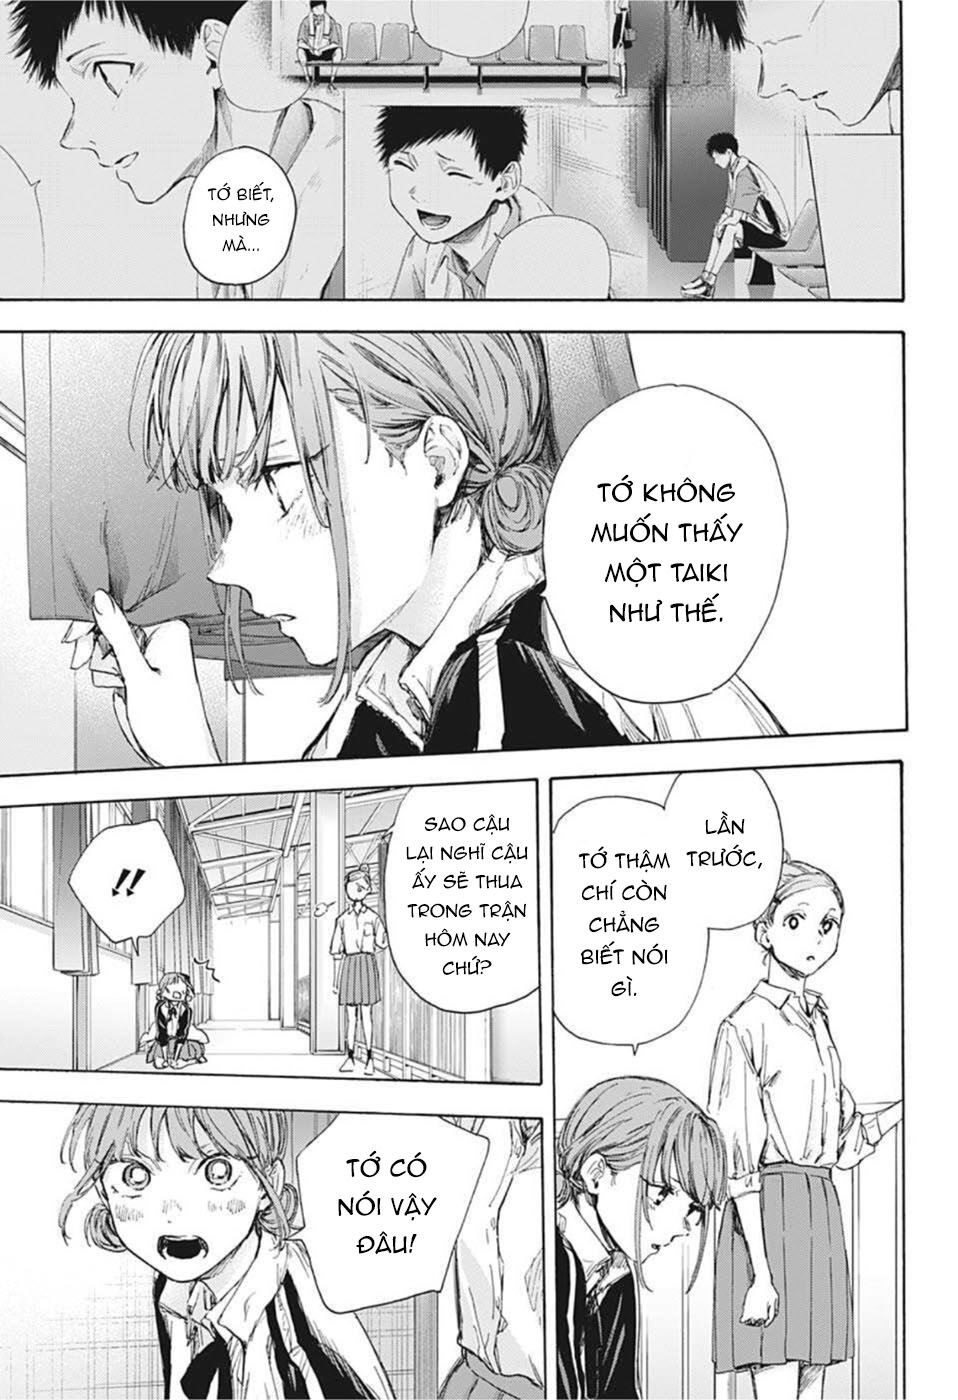 TỚ BIẾT,
NHƯNG
MÀ...
TỚ KHÔNG
MUỐN THẤY
MỘT TAIKI
NHƯ THẾ.
LẦN
TRƯỚC,
TỚ THẬM
CHÍ CÒN
CHẲNG
BIẾT NÓI
GÌ.
SAO CẬU
LẠI NGHĨ CẬU
ẤY SẼ THUA
TRONG TRẬN
HÔM NAY
CHỨ?
!!
TỚ CÓ
NÓI VẬY
ĐÂU!